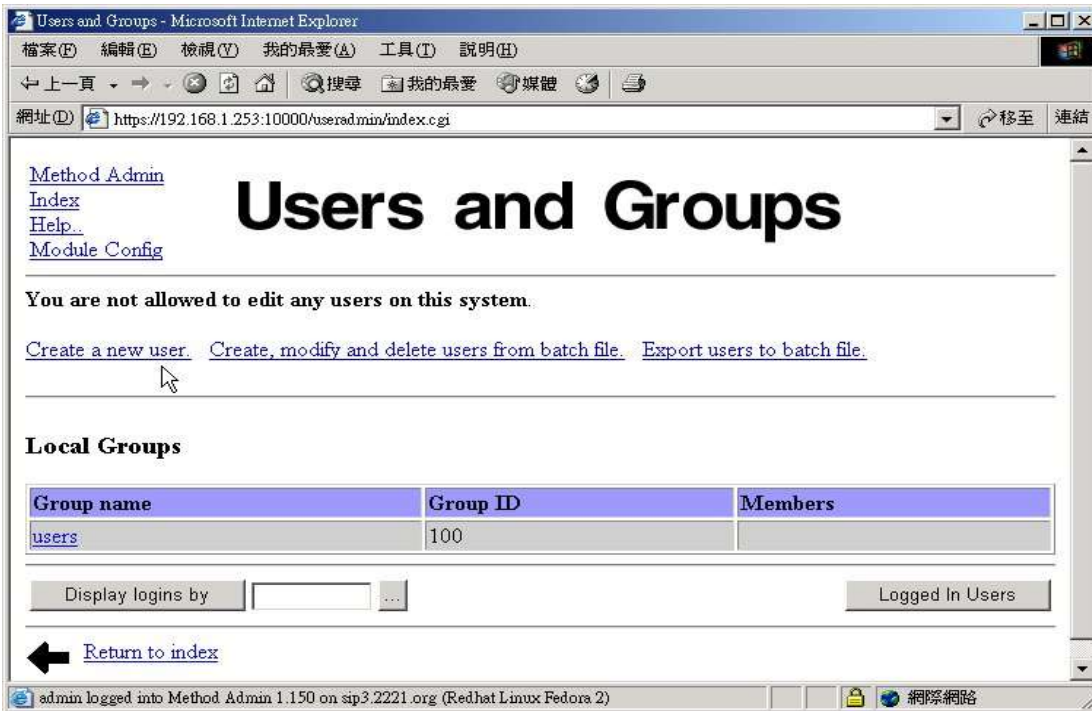 Users and Groups - Microsoft Internet Explorer
檔案(F) 編輯(E) 檢視(V) 我的最愛(A) 工具(T) 說明(H)
上一頁 搜尋 我的最愛 媒體
網址(D) https://192.168.1.253:10000/useradmin/index.cgi 移至 連結
Method Admin
Index
Help..
Module Config
Users and Groups
You are not allowed to edit any users on this system.
Create a new user. Create, modify and delete users from batch file. Export users to batch file.
Local Groups
Group name Group ID Members
users 100
Display logins by ... Logged In Users
Return to index
admin logged into Method Admin 1.150 on sip3.2221.org (Redhat Linux Fedora 2) 網際網路